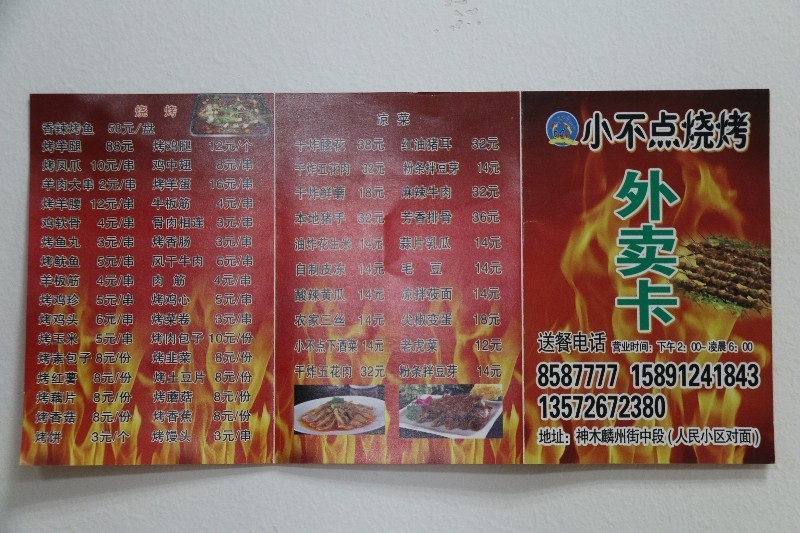 烧 烤
香辣烤鱼 58元/盘
烤羊腿 88元 烤鸡腿 12元/个
烤凤爪 10元/串 鸡中翅 8元/串
羊肉大串 2元/串 烤羊蛋 16元/串
烤羊腰 12元/串 牛板筋 4元/串
鸡软骨 4元/串 骨肉相连 3元/串
烤鱼丸 3元/串 烤香肠 3元/串
烤鱿鱼 5元/串 风干牛肉 6元/串
羊板筋 4元/串 肉 筋 4元/串
烤鸡珍 5元/串 烤鸡心 5元/串
烤鸡头 6元/串 烤菜卷 3元/串
烤玉米 5元/串 烤肉包子 10元/份
烤素包子 8元/份 烤韭菜 8元/份
烤红薯 8元/份 烤土豆片 8元/份
烤藕片 8元/份 烤蘑菇 8元/份
烤香菇 8元/份 烤香蕉 8元/份
烤饼 3元/个 烤馒头 3元/串
凉 菜
干炸腰花 38元 红油猪耳 32元
干炸五花肉 32元 粉条拌豆芽 14元
干炸鲜蘑 18元 麻辣牛肉 32元
本地猪干 32元 芳香排骨 36元
油炸花生米 14元 蒜片乳瓜 14元
自制皮冻 14元 毛 豆 14元
酸辣黄瓜 14元 凉拌莜面 14元
农家三丝 14元 火椒变蛋 18元
小不点下酒菜 14元 老虎菜 12元
干炸五花肉 32元 粉条拌豆芽 14元
小不点烧烤
外卖卡
送餐电话 营业时间：下午2：00-凌晨6：00
8587777 15891241843
13572672380
地址：神木麟州街中段（人民小区对面）